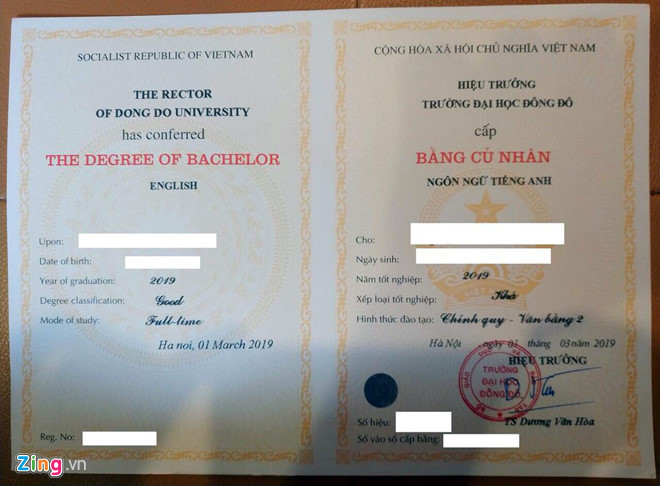 SOCIALIST REPUBLIC OF VIETNAM
THE RECTOR
OF DONG DO UNIVERSITY
has conferred
THE DEGREE OF BACHELOR
ENGLISH
Upon:
Date of birth:
Year of graduation: 2019
Degree classification: Good
Mode of study: Full-time
Ha noi, 01 March 2019
Reg. No:
CỘNG HÒA XÃ HỘI CHỦ NGHĨA VIỆT NAM
HIỆU TRƯỞNG
TRƯỜNG ĐẠI HỌC ĐÔNG ĐÔ
cấp
BẰNG CỬ NHÂN
NGÔN NGỮ TIẾNG ANH
Cho:
Ngày sinh:
Năm tốt nghiệp: 2019
Xếp loại tốt nghiệp: Khá
Hình thức đào tạo: Chính quy - Văn bằng 2
Hà Nội, ngày 01 tháng 03 năm 2019
HIỆU TRƯỞNG
TRƯỜNG
ĐẠI HỌC
ĐÔNG ĐÔ
TS Dương Văn Hòa
Số hiệu:
Số vào sổ cấp bằng:
Zing.vn